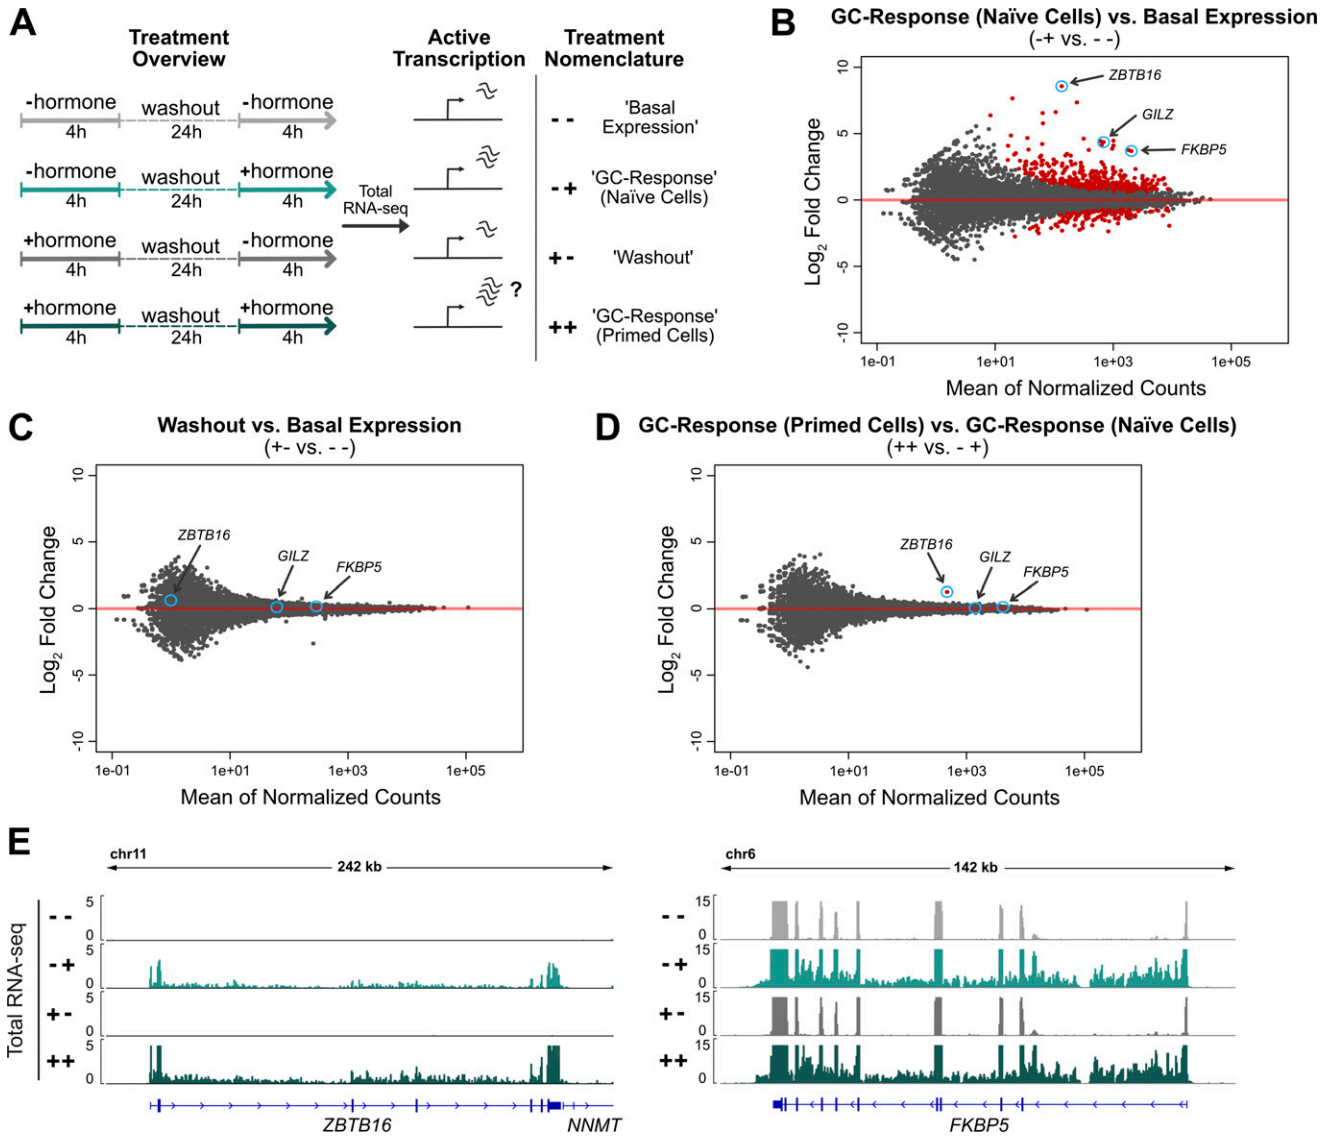 A
Treatment
Overview
Active
Transcription
Treatment
Nomenclature
-hormone
washout
-hormone
4h
24h
4h
- -
'Basal
Expression'
-hormone
washout
+hormone
4h
24h
4h
Total
RNA-seq
- +
'GC-Response'
(Naïve Cells)
+hormone
washout
-hormone
4h
24h
4h
+ -
'Washout'
+hormone
washout
+hormone
4h
24h
4h
?
++
'GC-Response'
(Primed Cells)
B
GC-Response (Naïve Cells) vs. Basal Expression
(-+ vs. - -)
Log2 Fold Change
10
5
0
-5
-10
ZBTB16
GILZ
FKBP5
1e-01
1e+01
1e+03
1e+05
Mean of Normalized Counts
C
Washout vs. Basal Expression
(+- vs. - -)
Log2 Fold Change
10
5
0
-5
-10
ZBTB16
GILZ
FKBP5
1e-01
1e+01
1e+03
1e+05
Mean of Normalized Counts
D
GC-Response (Primed Cells) vs. GC-Response (Naïve Cells)
(++ vs. - +)
Log2 Fold Change
10
5
0
-5
-10
ZBTB16
GILZ
FKBP5
1e-01
1e+01
1e+03
1e+05
Mean of Normalized Counts
E
Total RNA-seq
chr11
242 kb
- -
5
0
- +
5
0
+ -
5
0
++
5
0
ZBTB16
NNMT
chr6
142 kb
- -
15
0
- +
15
0
+ -
15
0
++
15
0
FKBP5